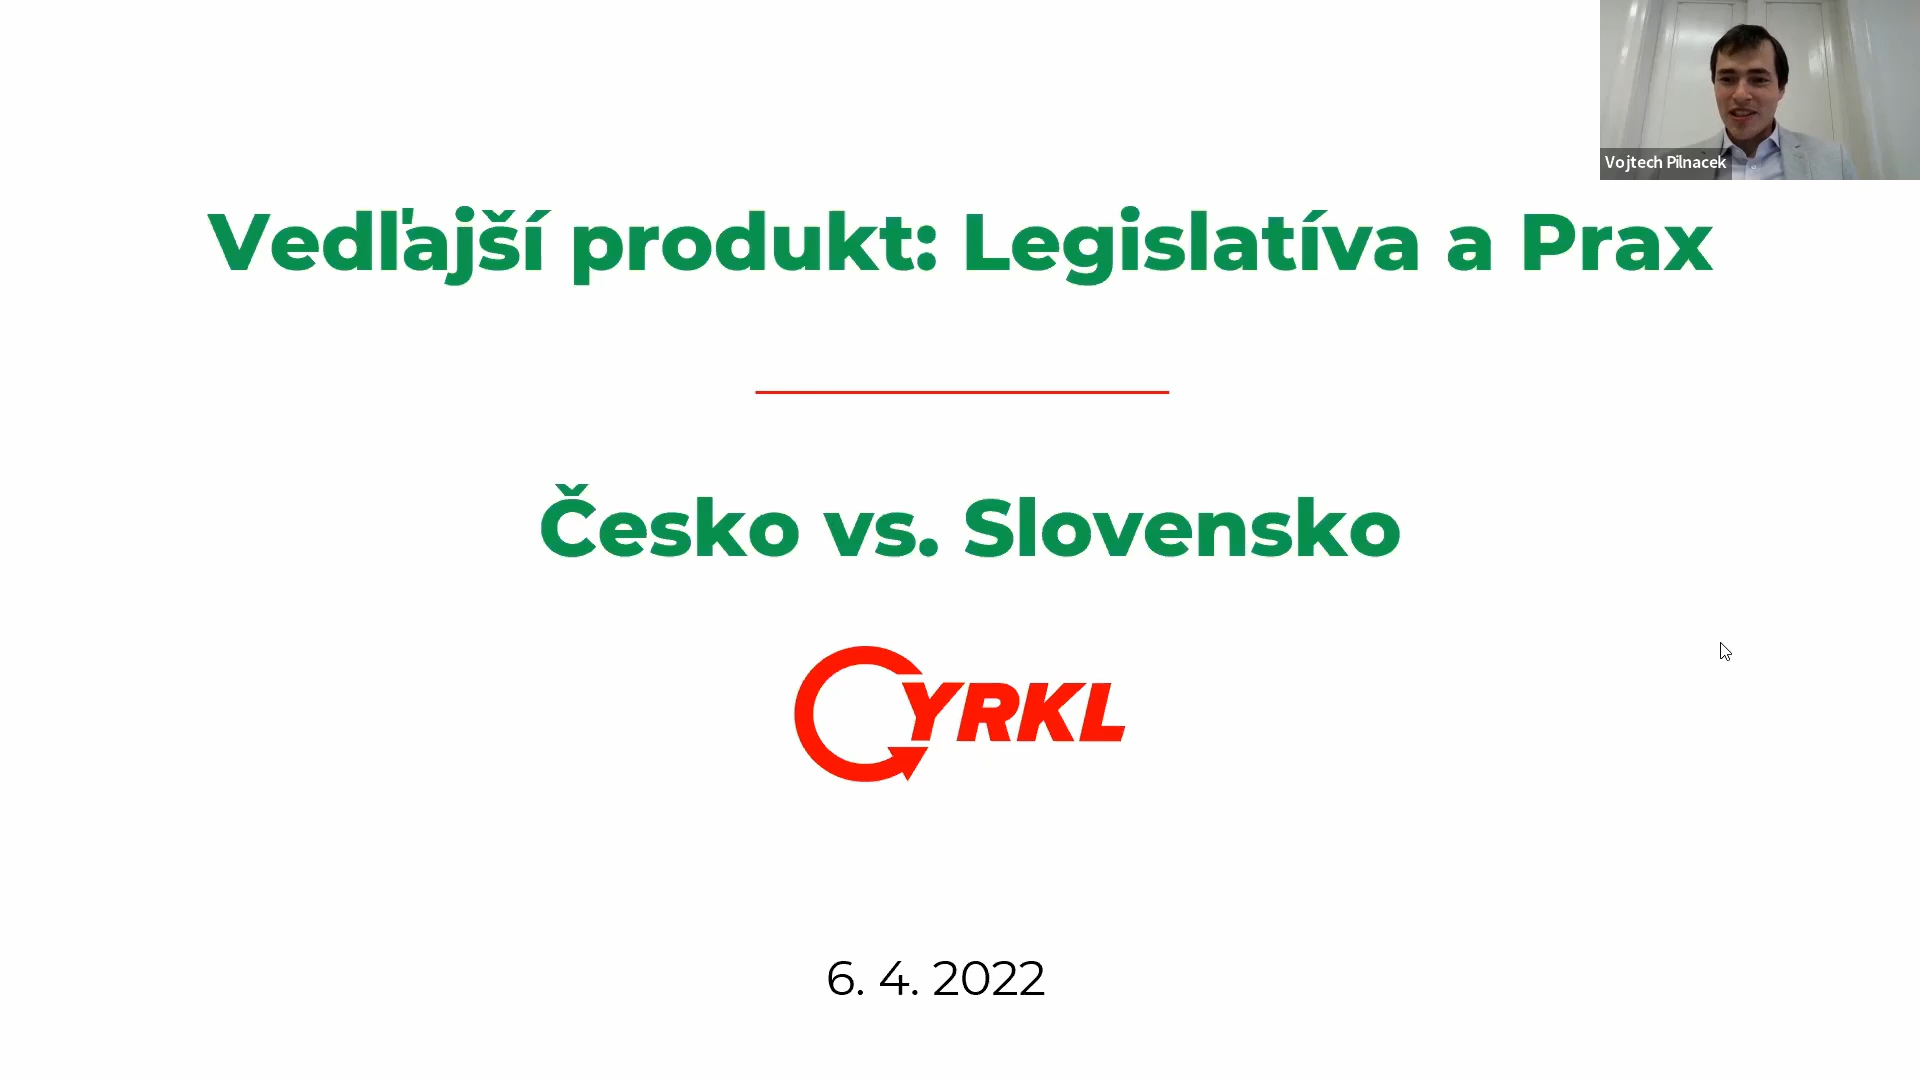 Vojtech Pilnacek
Vedľajší produkt: Legislatíva a Prax
Česko vs. Slovensko
CYRKL
6. 4. 2022